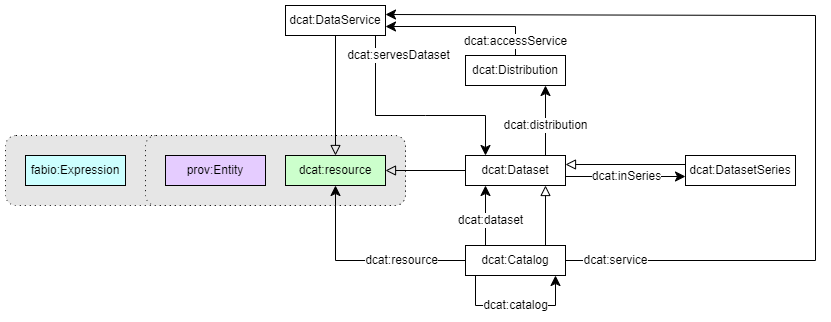 dcat:DataService
dcat:accessService
dcat:servesDataset
dcat:Distribution
dcat:distribution
fabio:Expression
prov:Entity
dcat:resource
dcat:Dataset
dcat:DatasetSeries
dcat:inSeries
dcat:dataset
dcat:resource
dcat:Catalog
dcat:service
dcat:catalog